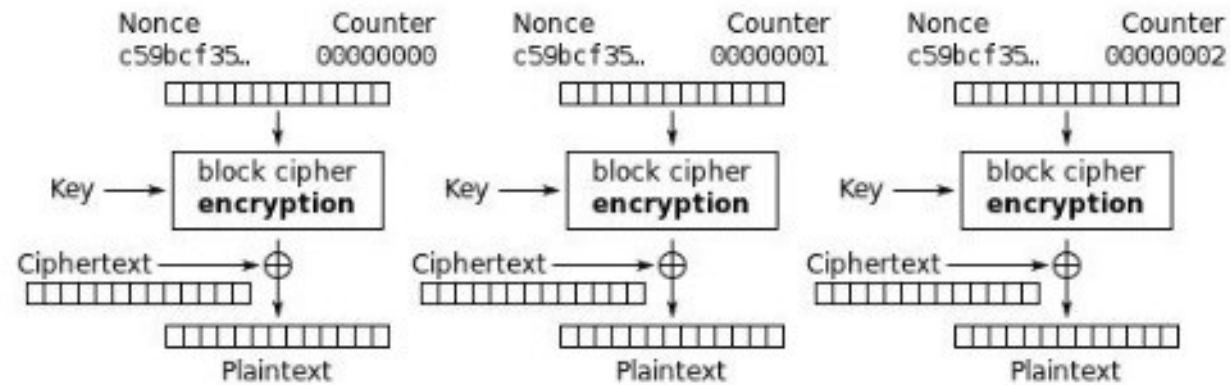 Nonce Counter Nonce Counter Nonce Counter
c59bcf35… 00000000 c59bcf35… 00000001 c59bcf35… 00000002
block cipher block cipher block cipher
Key Key Key
encryption encryption encryption
Ciphertext Ciphertext Ciphertext
Plaintext Plaintext Plaintext